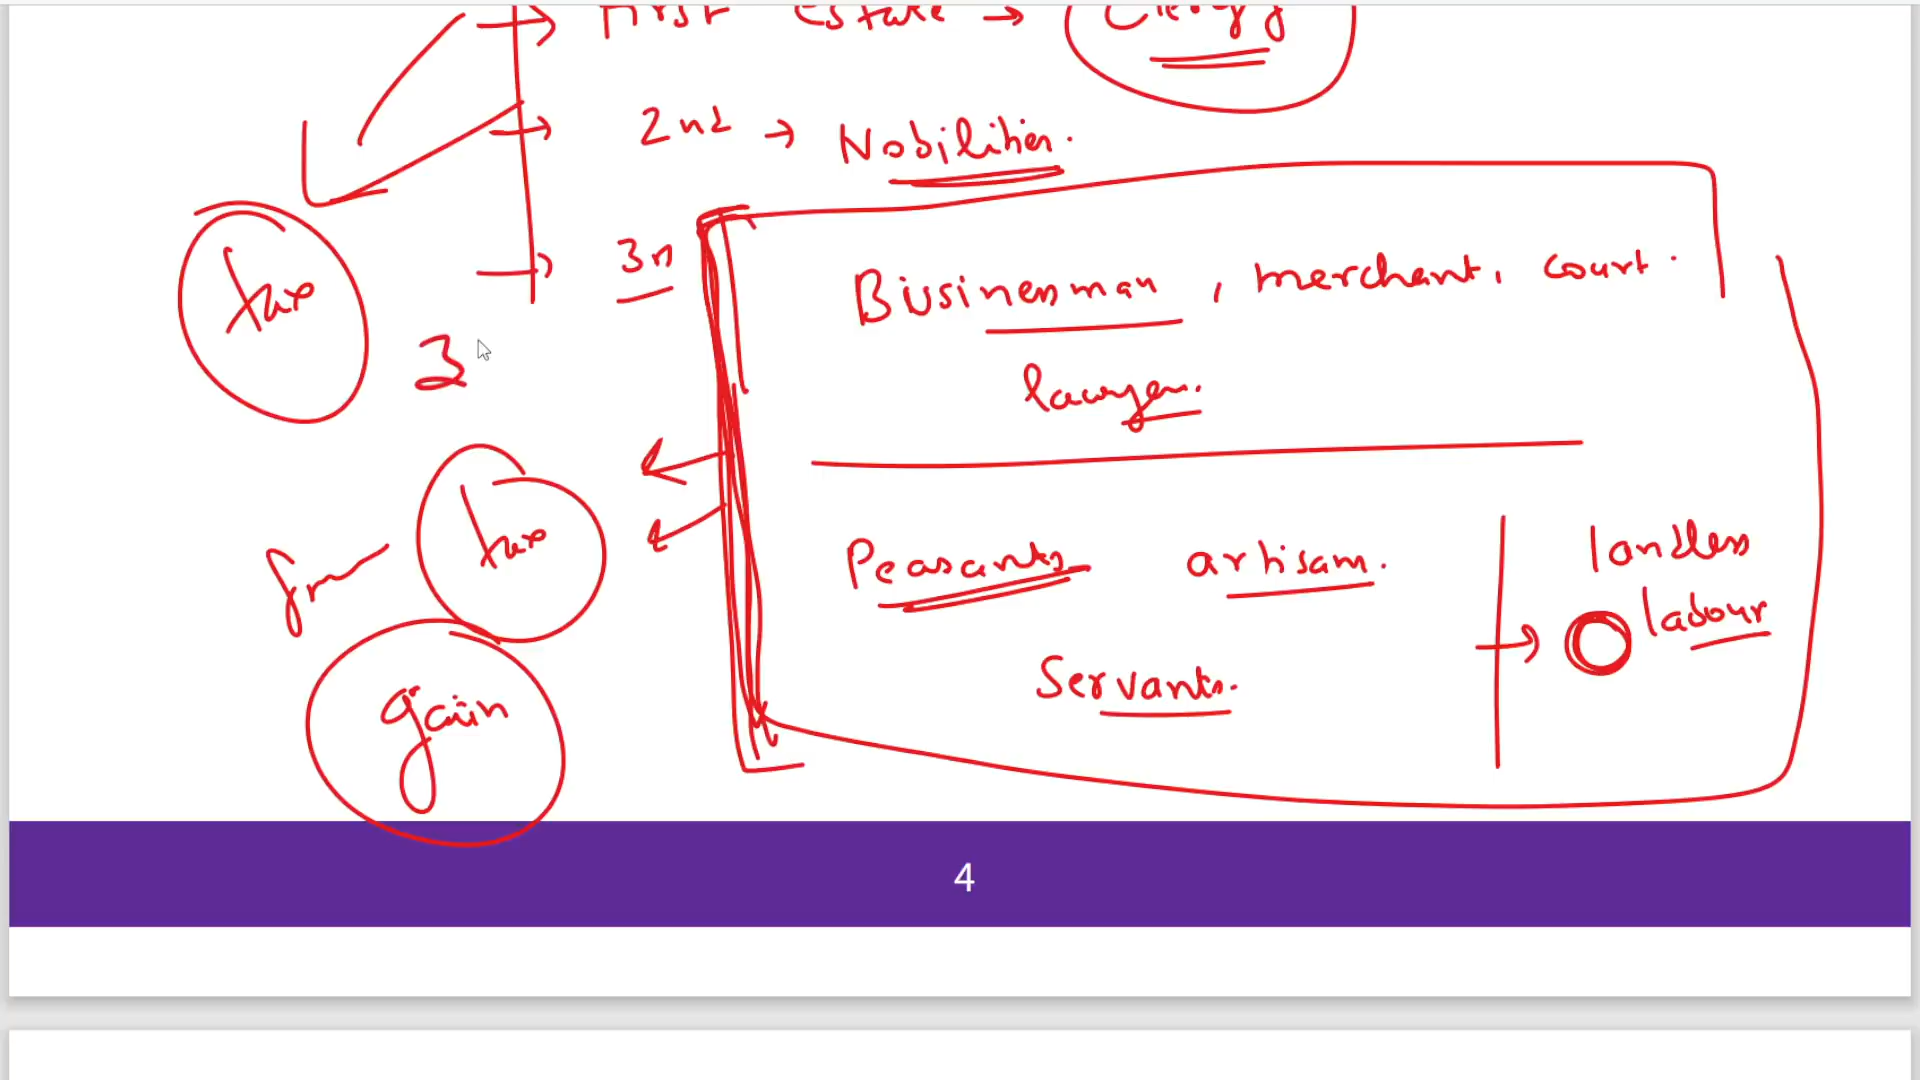 First Estate → Clergy
2nd → Nobilities.
3rd
Businessman, merchant, court.
lawyer.
tax
3
Peasants artisans.
landless
labour
tax
Servants.
gain
4